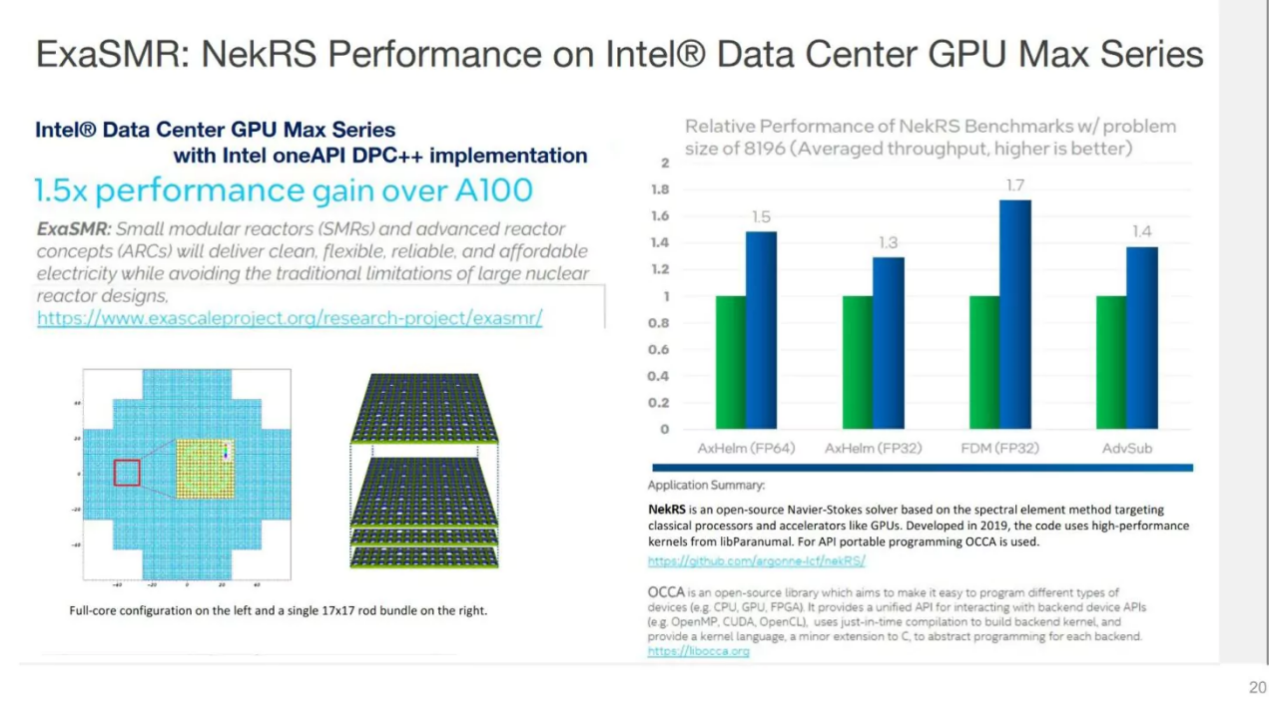 ExaSMR: NekRS Performance on Intel® Data Center GPU Max Series
Intel® Data Center GPU Max Series
with Intel oneAPI DPC++ implementation
1.5x performance gain over A100
ExaSMR: Small modular reactors (SMRs) and advanced reactor
concepts (ARCs) will deliver clean, flexible, reliable, and affordable
electricity while avoiding the traditional limitations of large nuclear
reactor designs.
https://www.exascaleproject.org/research-project/exasmr/
40
20
0
-20
-40
-40 -20 0 20 40
Full-core configuration on the left and a single 17x17 rod bundle on the right.
Relative Performance of NekRS Benchmarks w/ problem
size of 8196 (Averaged throughput, higher is better)
2
1.8
1.6
1.4
1.2
1
0.8
0.6
0.4
0.2
0
1.5
1.3
1.7
1.4
AxHelm (FP64) AxHelm (FP32) FDM (FP32) AdvSub
Application Summary:
NekRS is an open-source Navier-Stokes solver based on the spectral element method targeting
classical processors and accelerators like GPUs. Developed in 2019, the code uses high-performance
kernels from libParanumal. For API portable programming OCCA is used.
https://github.com/argonne-lcf/nekRS/
OCCA is an open-source library which aims to make it easy to program different types of
devices (e.g. CPU, GPU, FPGA). It provides a unified API for interacting with backend device APIs
(e.g. OpenMP, CUDA, OpenCL), uses just-in-time compilation to build backend kernel, and
provide a kernel language, a minor extension to C, to abstract programming for each backend.
https://libocca.org
20